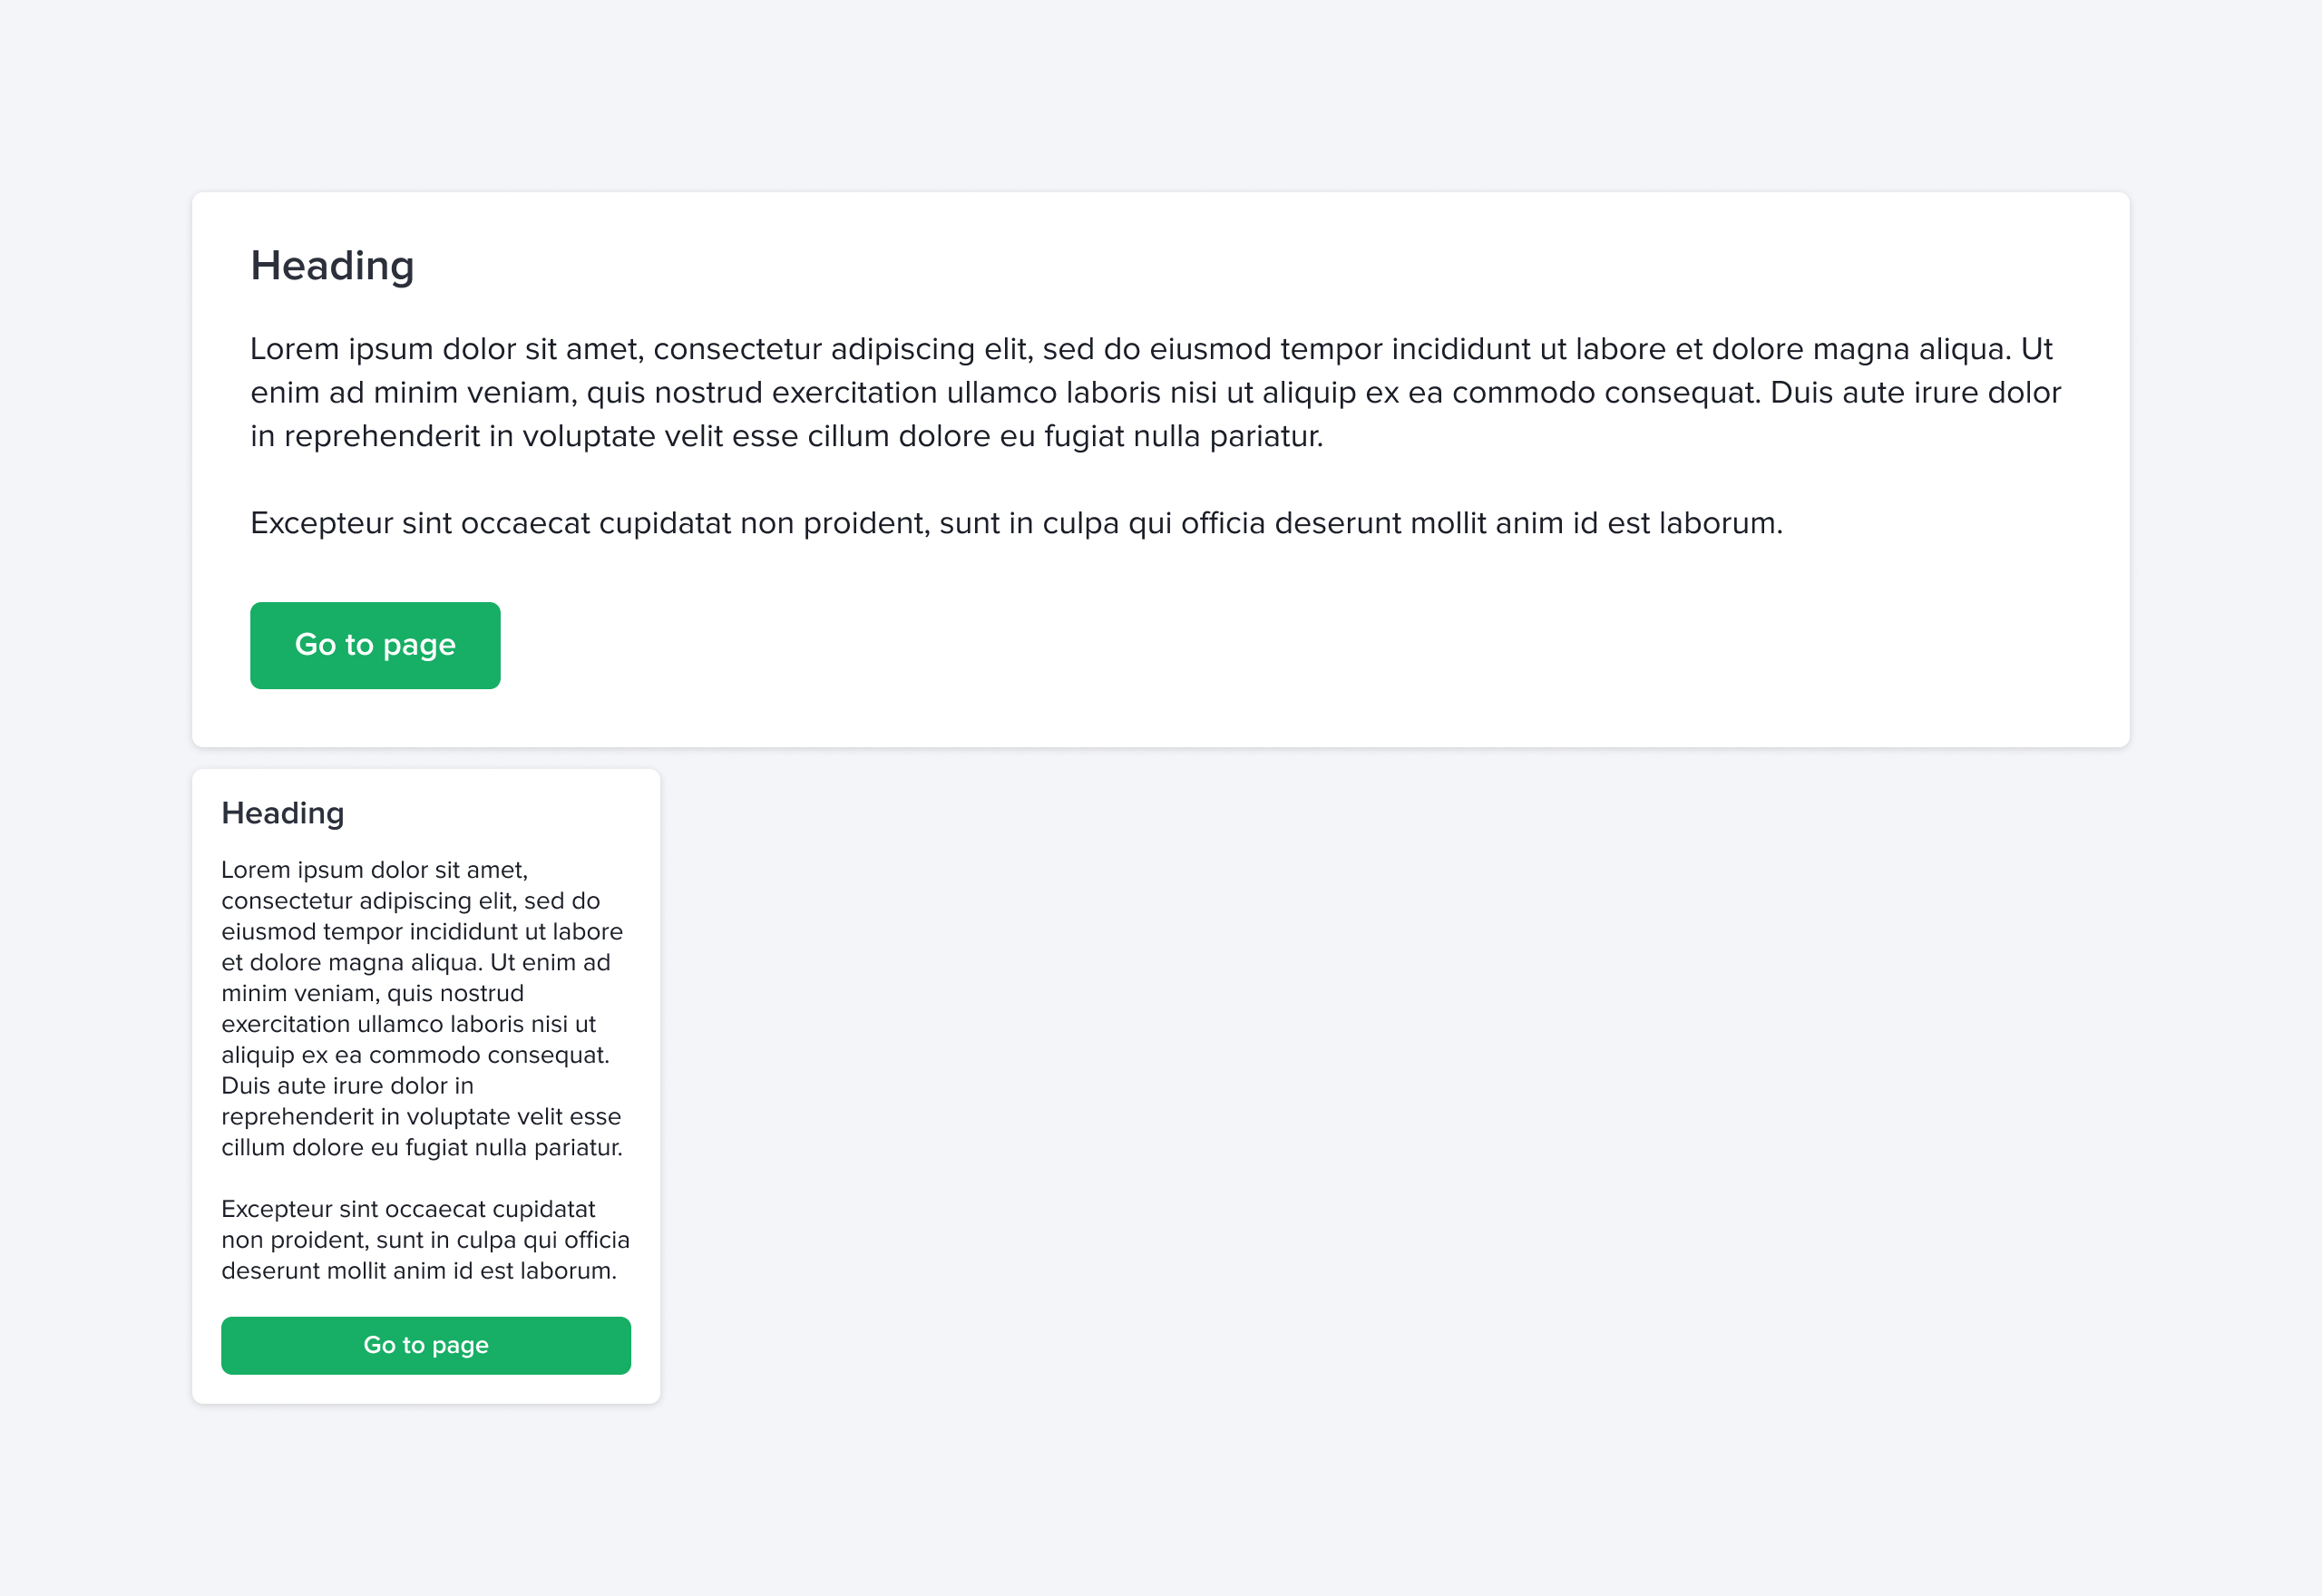 Heading
Lorem ipsum dolor sit amet, consectetur adipiscing elit, sed do eiusmod tempor incididunt ut labore et dolore magna aliqua. Ut
enim ad minim veniam, quis nostrud exercitation ullamco laboris nisi ut aliquip ex ea commodo consequat. Duis aute irure dolor
in reprehenderit in voluptate velit esse cillum dolore eu fugiat nulla pariatur.
Excepteur sint occaecat cupidatat non proident, sunt in culpa qui officia deserunt mollit anim id est laborum.
Go to page
Heading
Lorem ipsum dolor sit amet,
consectetur adipiscing elit, sed do
eiusmod tempor incididunt ut labore
et dolore magna aliqua. Ut enim ad
minim veniam, quis nostrud
exercitation ullamco laboris nisi ut
aliquip ex ea commodo consequat.
Duis aute irure dolor in
reprehenderit in voluptate velit esse
cillum dolore eu fugiat nulla pariatur.
Excepteur sint occaecat cupidatat
non proident, sunt in culpa qui officia
deserunt mollit anim id est laborum.
Go to page